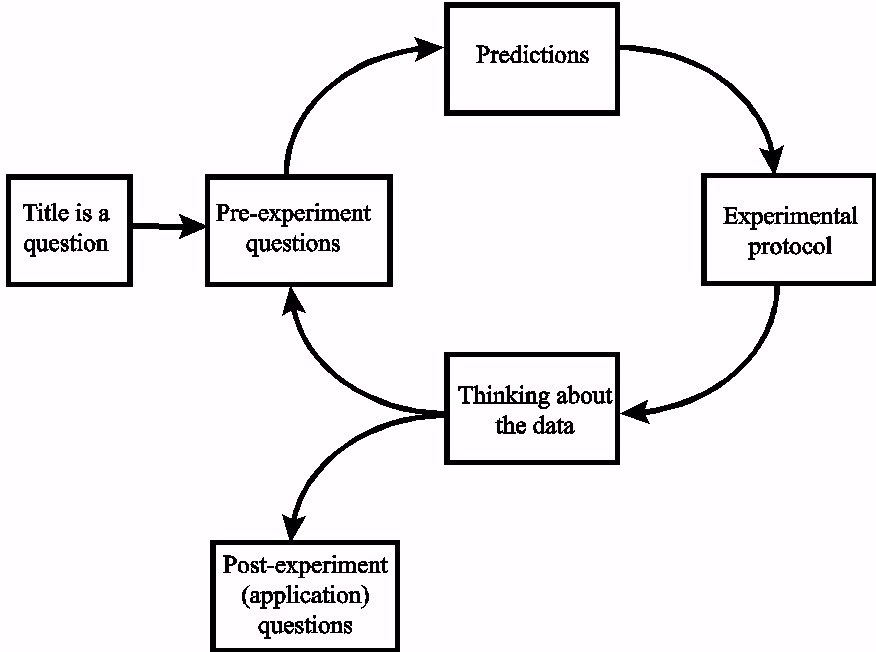 Predictions
Title is a
question
Pre-experiment
questions
Experimental
protocol
Thinking about
the data
Post-experiment
(application)
questions